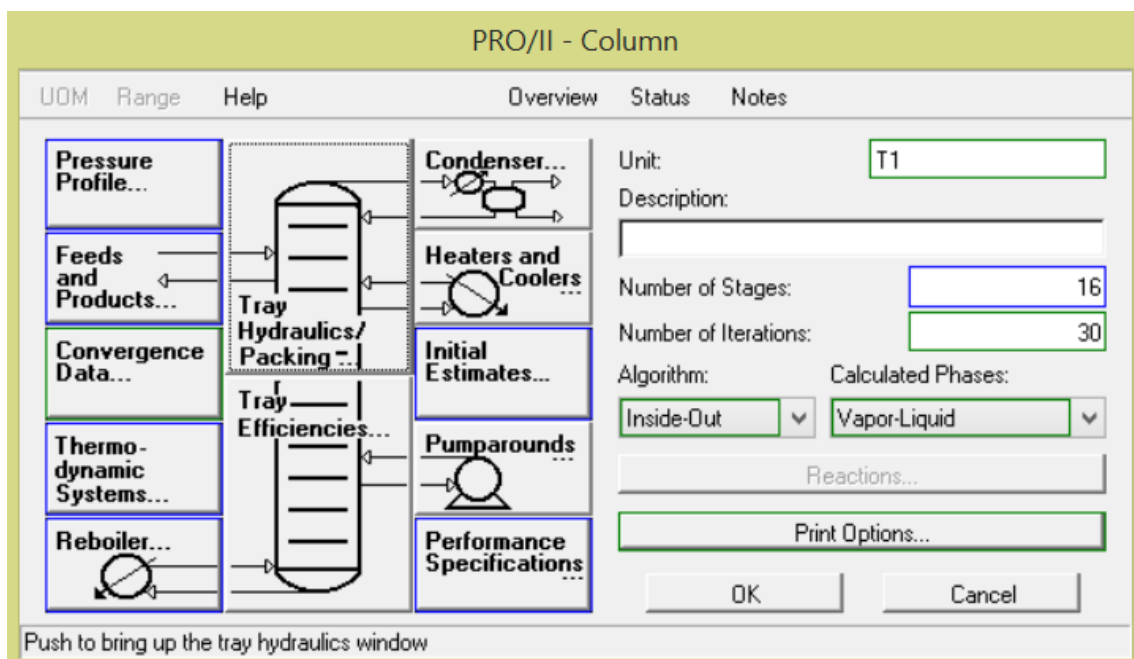 PRO/II - Column
UOM Range Help Overview Status Notes
Pressure
Profile...
Feeds
and
Products...
Convergence
Data...
Thermo-
dynamic
Systems...
Reboiler...
Tray
Hydraulics/
Packing ...
Tray
Efficiencies...
Condenser...
Heaters and
Coolers
...
Initial
Estimates...
Pumparounds
...
Performance
Specifications
...
Unit: T1
Description:
Number of Stages: 16
Number of Iterations: 30
Algorithm: Calculated Phases:
Inside-Out Vapor-Liquid
Reactions...
Print Options...
OK Cancel
Push to bring up the tray hydraulics window